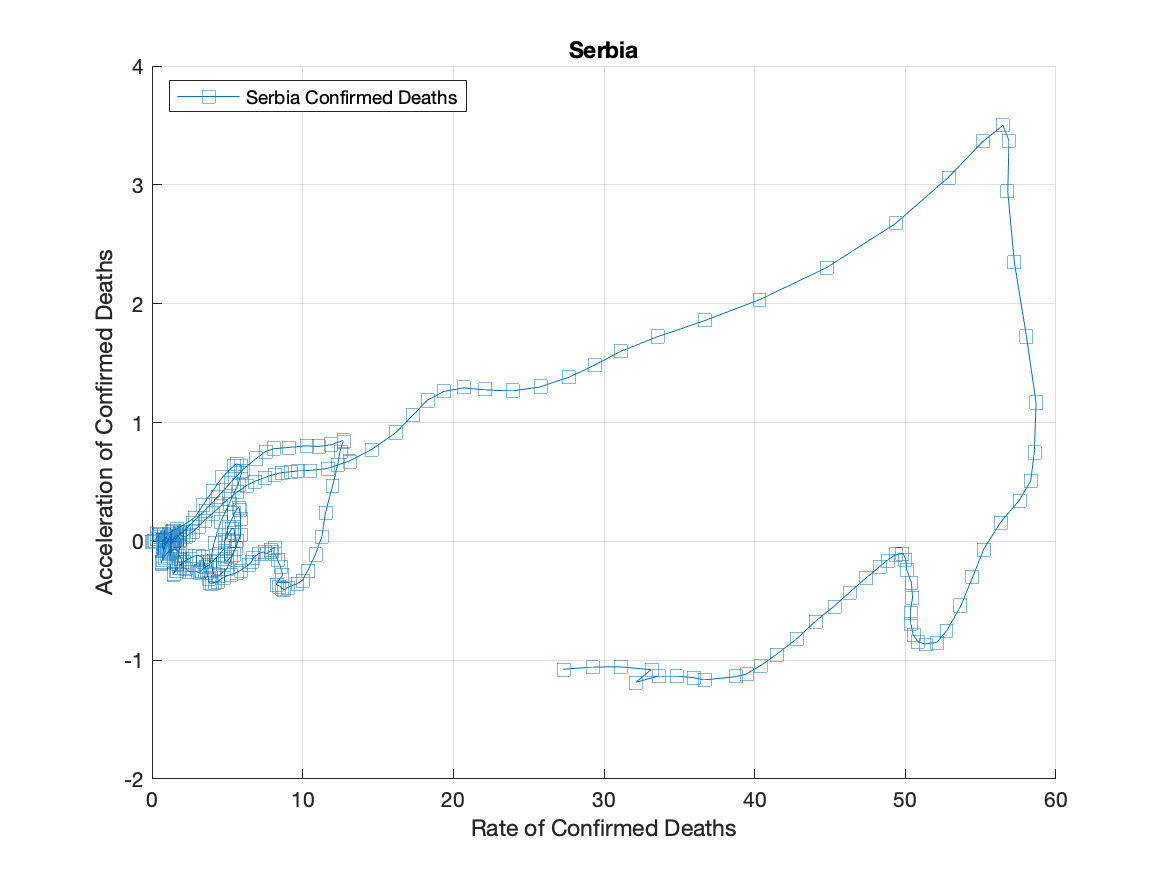 Serbia
Serbia Confirmed Deaths
4
3
2
1
0
-1
-2
0 10 20 30 40 50 60
Acceleration of Confirmed Deaths
Rate of Confirmed Deaths